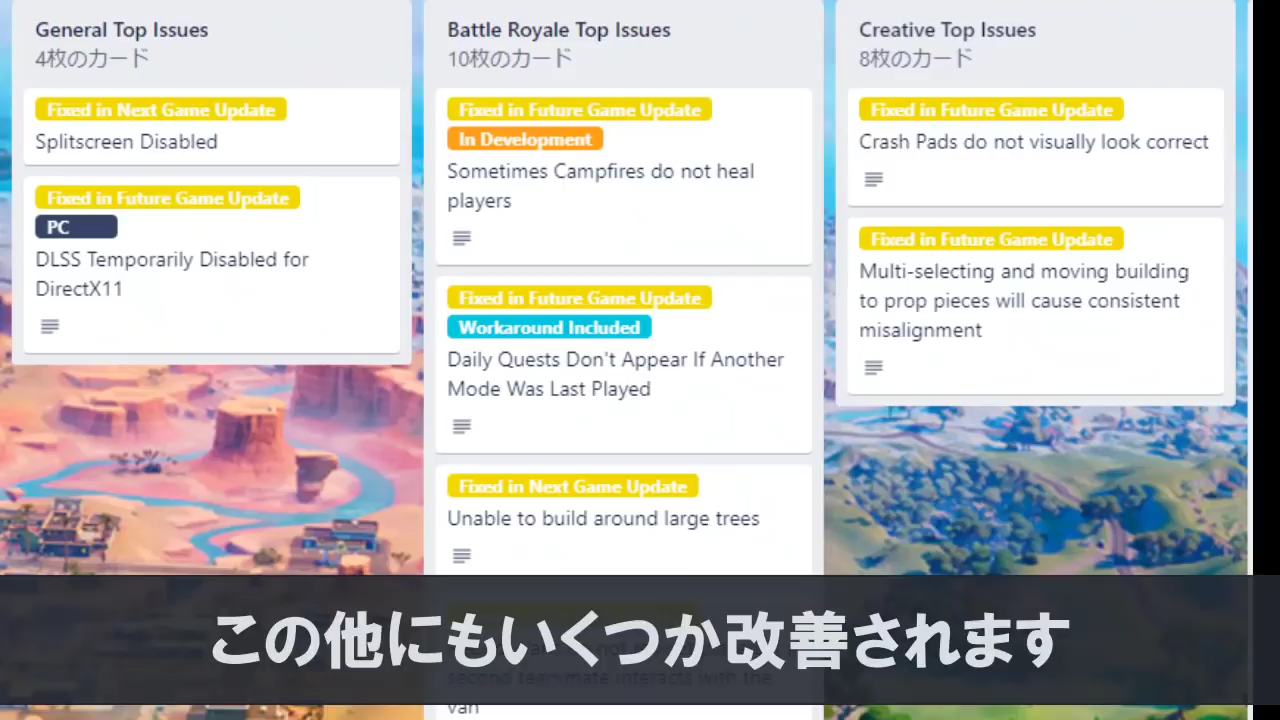 General Top Issues
4枚のカード
Fixed in Next Game Update
Splitscreen Disabled
Fixed in Future Game Update
PC
DLSS Temporarily Disabled for
DirectX11
Battle Royale Top Issues
10枚のカード
Fixed in Future Game Update
In Development
Sometimes Campfires do not heal
players
Fixed in Future Game Update
Workaround Included
Daily Quests Don't Appear If Another
Mode Was Last Played
Fixed in Next Game Update
Unable to build around large trees
second teammate interacts with the
van
Creative Top Issues
8枚のカード
Fixed in Future Game Update
Crash Pads do not visually look correct
Fixed in Future Game Update
Multi-selecting and moving building
to prop pieces will cause consistent
misalignment
この他にもいくつか改善されます